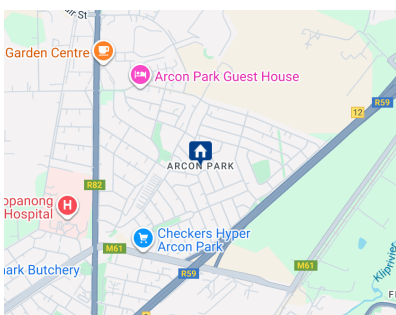 Garden Centre
Arcon Park Guest House
R59
12
ARCON PARK
R82
Hospital
H
Checkers Hyper
Arcon Park
M61
M61
R59
Butchery